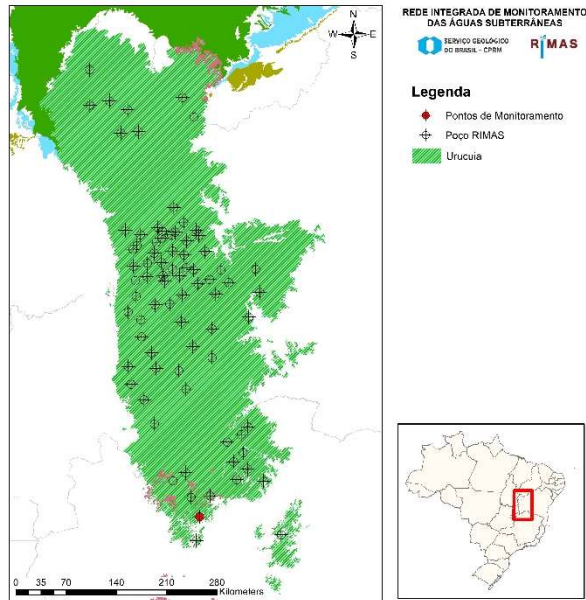 REDE INTEGRADA DE MONITORAMENTO
DAS ÁGUAS SUBTERRÂNEAS
SERVIÇO GEOLÓGICO
DO BRASIL - CPRM
RIMAS
N
W E
S
Legenda
Pontos de Monitoramento
Poço RIMAS
Urucuia
0 35 70 140 210 280
Kilometers